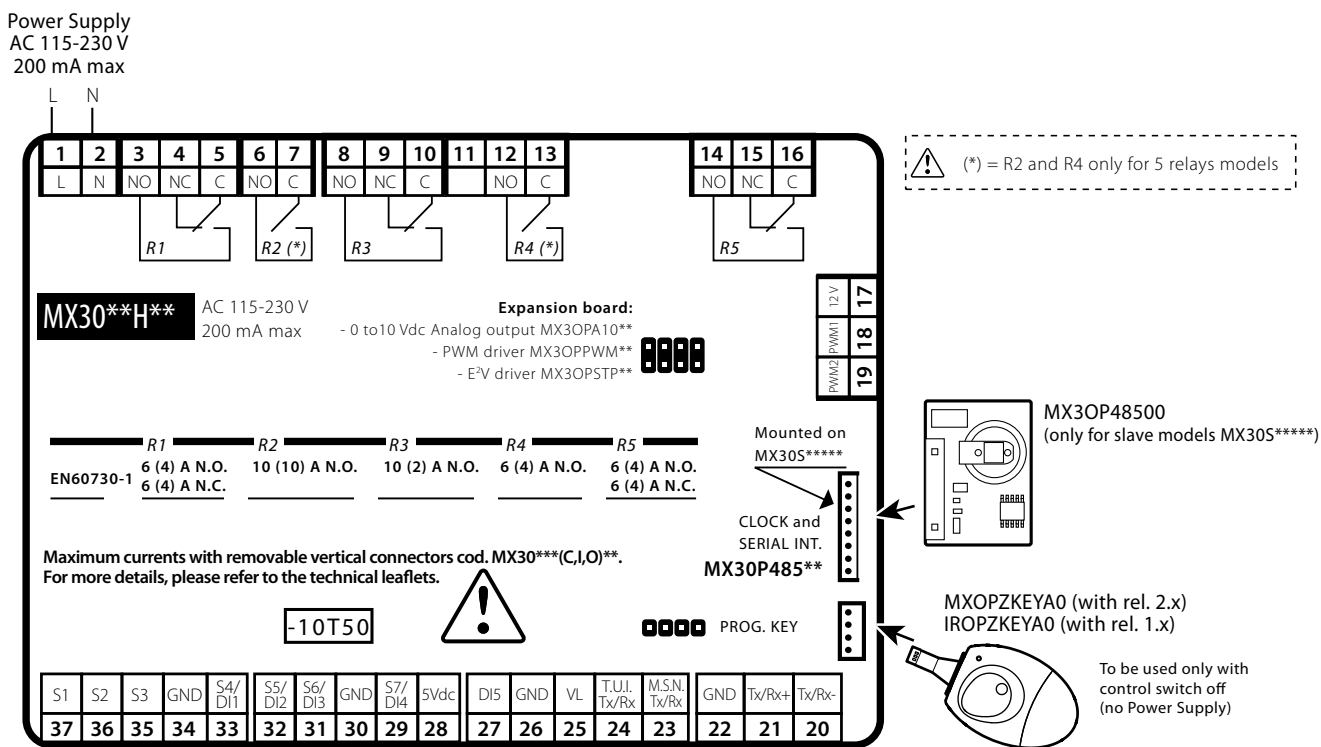 Power Supply
AC 115-230 V
200 mA max
L N
1 2 3 4 5 6 7 8 9 10 11 12 13 14 15 16
L N NO NC C NO C NO NC C NO C NO NC C
R1 R2 (*) R3 R4 (*) R5
(*) = R2 and R4 only for 5 relays models
MX30**H**
AC 115-230 V
200 mA max
Expansion board:
- 0 to10 Vdc Analog output MX3OPA10**
- PWM driver MX3OPPWM**
- E²V driver MX3OPSTP**
12 V 17
PWM1 18
PWM2 19
MX3OP48500
(only for slave models MX30S*****)
R1 R2 R3 R4 R5
EN60730-1
6 (4) A N.O. 10 (10) A N.O. 10 (2) A N.O. 6 (4) A N.O. 6 (4) A N.O.
6 (4) A N.C. 6 (4) A N.C.
Mounted on
MX30S*****
CLOCK and
SERIAL INT.
MX30P485**
Maximum currents with removable vertical connectors cod. MX30***(C,I,O)**.
For more details, please refer to the technical leaflets.
-10T50
!
PROG. KEY
MXOPZKEYA0 (with rel. 2.x)
IROPZKEYA0 (with rel. 1.x)
To be used only with
control switch off
(no Power Supply)
S1 S2 S3 GND S4/DI1 S5/DI2 S6/DI3 GND S7/DI4 5Vdc DI5 GND VL T.U.I. Tx/Rx M.S.N. Tx/Rx GND Tx/Rx+ Tx/Rx-
37 36 35 34 33 32 31 30 29 28 27 26 25 24 23 22 21 20